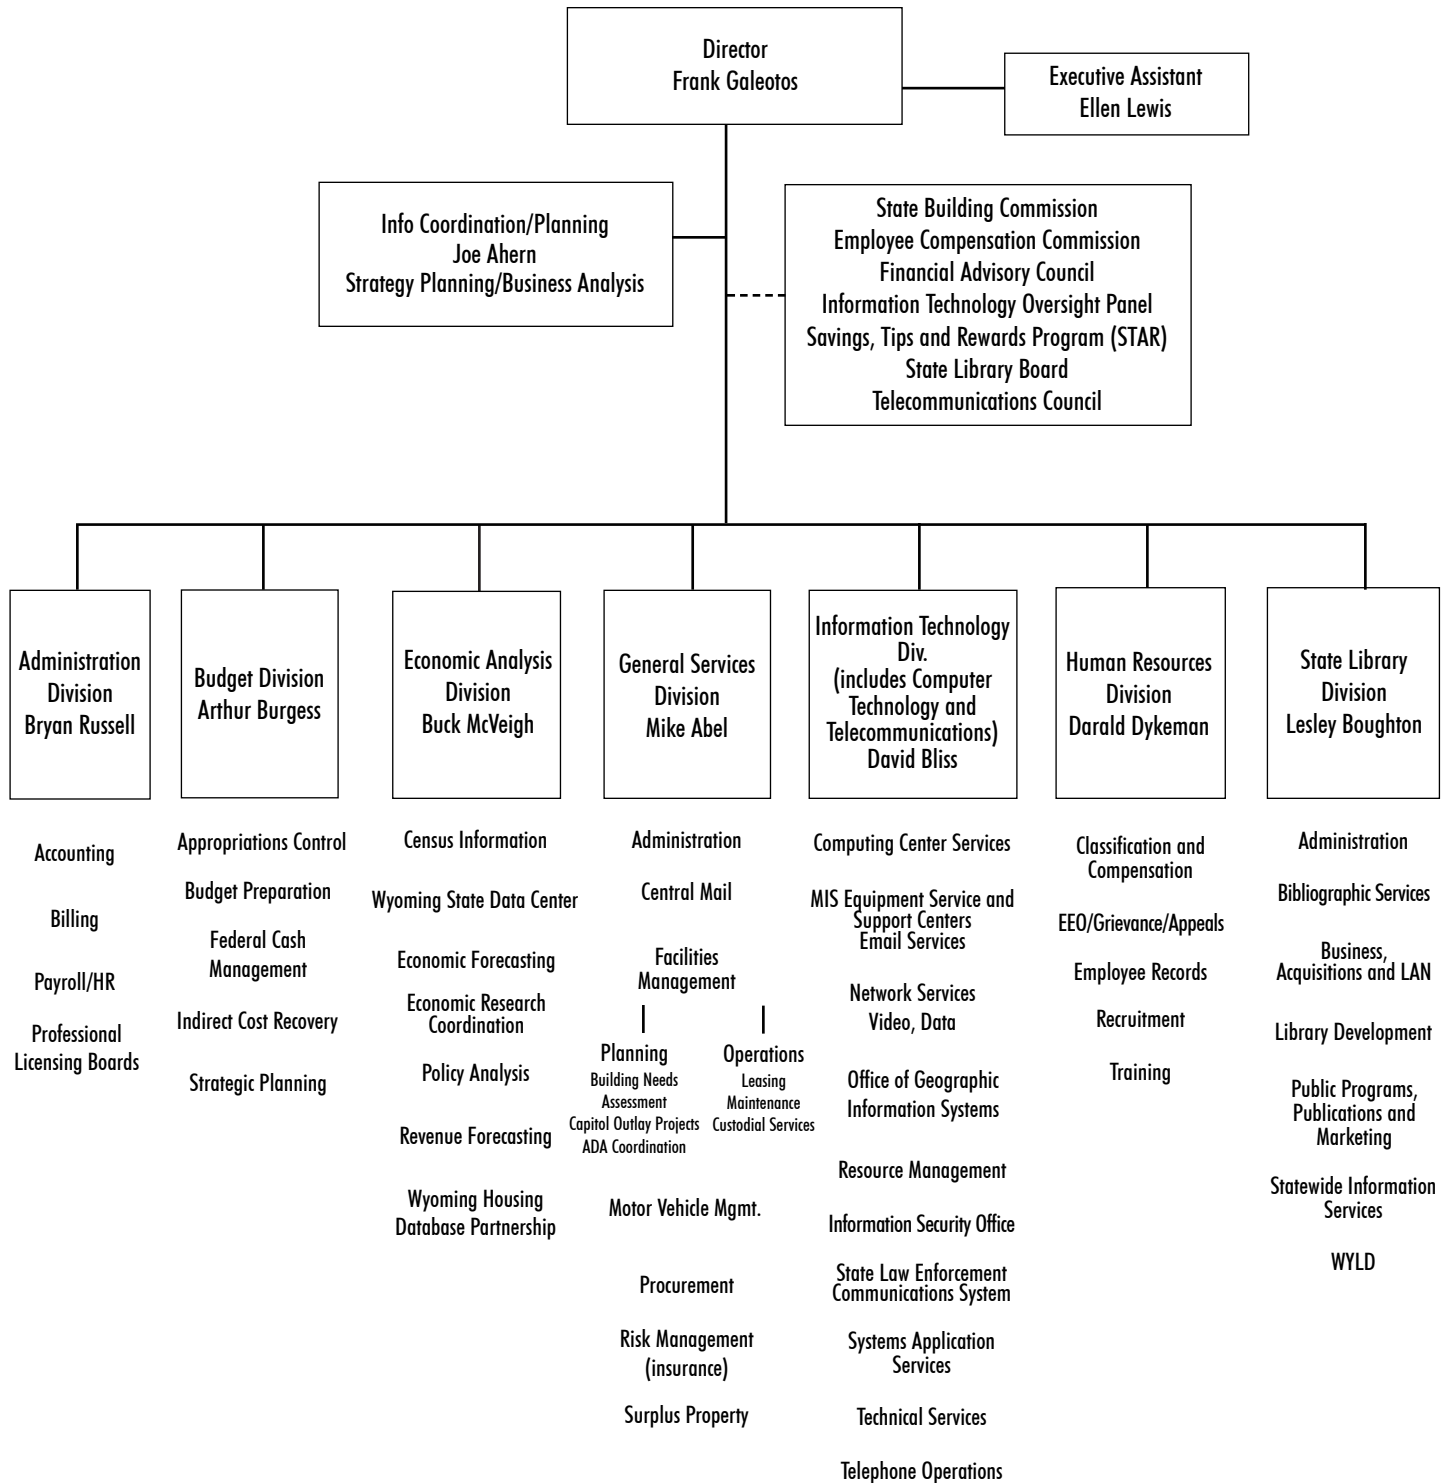 Director
Frank Galeotos
Executive Assistant
Ellen Lewis
Info Coordination/Planning
Joe Ahern
Strategy Planning/Business Analysis
State Building Commission
Employee Compensation Commission
Financial Advisory Council
Information Technology Oversight Panel
Savings, Tips and Rewards Program (STAR)
State Library Board
Telecommunications Council
Administration
Division
Bryan Russell
Accounting
Billing
Payroll/HR
Professional
Licensing Boards
Budget Division
Arthur Burgess
Appropriations Control
Budget Preparation
Federal Cash
Management
Indirect Cost Recovery
Strategic Planning
Economic Analysis
Division
Buck McVeigh
Census Information
Wyoming State Data Center
Economic Forecasting
Economic Research
Coordination
Policy Analysis
Revenue Forecasting
Wyoming Housing
Database Partnership
General Services
Division
Mike Abel
Administration
Central Mail
Facilities
Management
Planning
Building Needs
Assessment
Capitol Outlay Projects
ADA Coordination
Operations
Leasing
Maintenance
Custodial Services
Motor Vehicle Mgmt.
Procurement
Risk Management
(insurance)
Surplus Property
Information Technology
Div.
(includes Computer
Technology and
Telecommunications)
David Bliss
Computing Center Services
MIS Equipment Service and
Support Centers
Email Services
Network Services
Video, Data
Office of Geographic
Information Systems
Resource Management
Information Security Office
State Law Enforcement
Communications System
Systems Application
Services
Technical Services
Telephone Operations
Human Resources
Division
Darald Dykeman
Classification and
Compensation
EEO/Grievance/Appeals
Employee Records
Recruitment
Training
State Library
Division
Lesley Boughton
Administration
Bibliographic Services
Business,
Acquisitions and LAN
Library Development
Public Programs,
Publications and
Marketing
Statewide Information
Services
WYLD